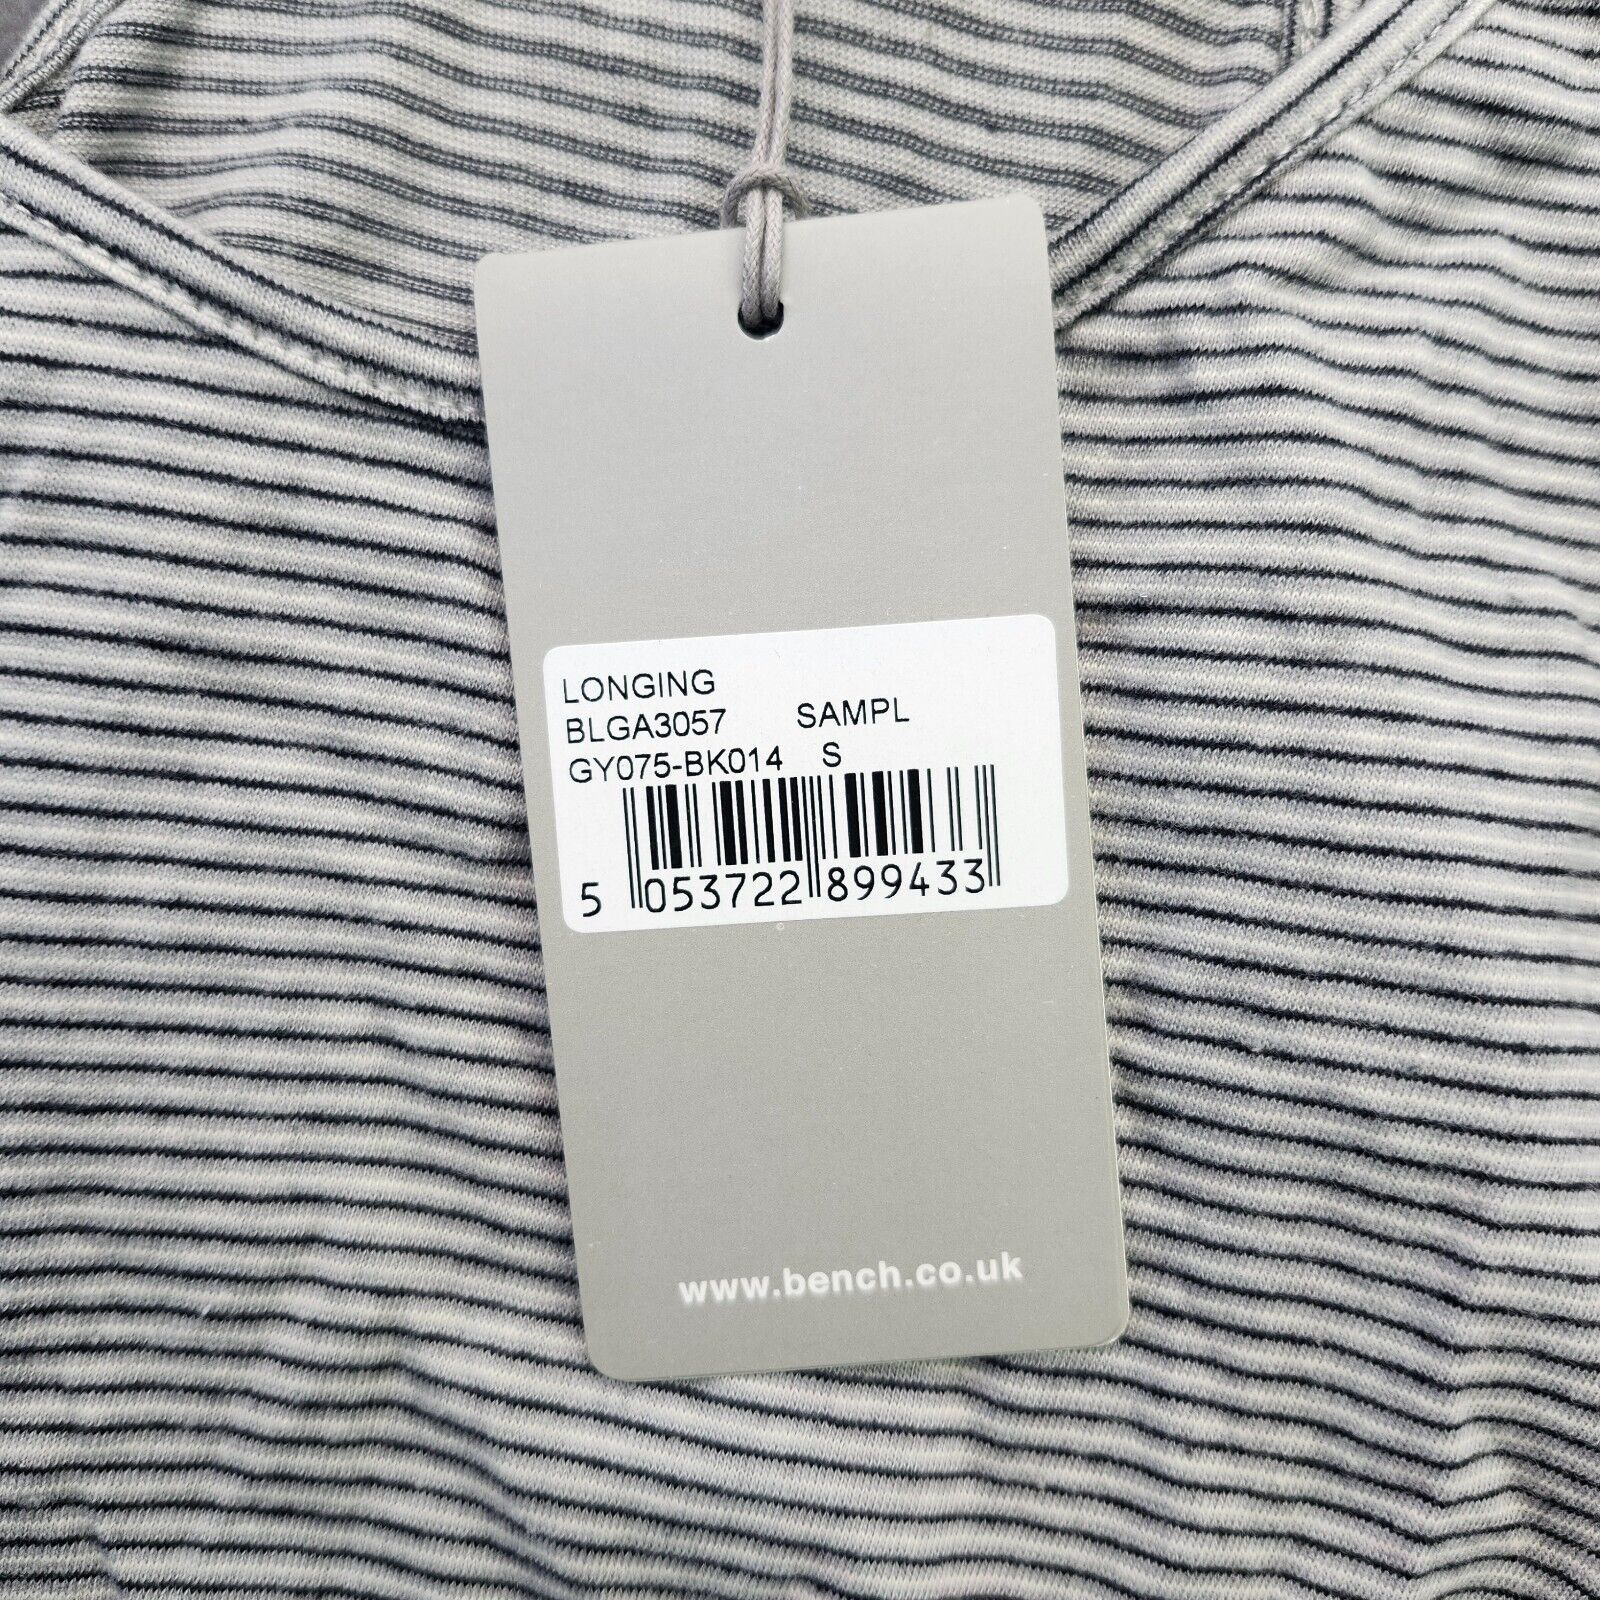 LONGING
BLGA3057 SAMPL
GY075-BK014 S
5 053722 899433
www.bench.co.uk